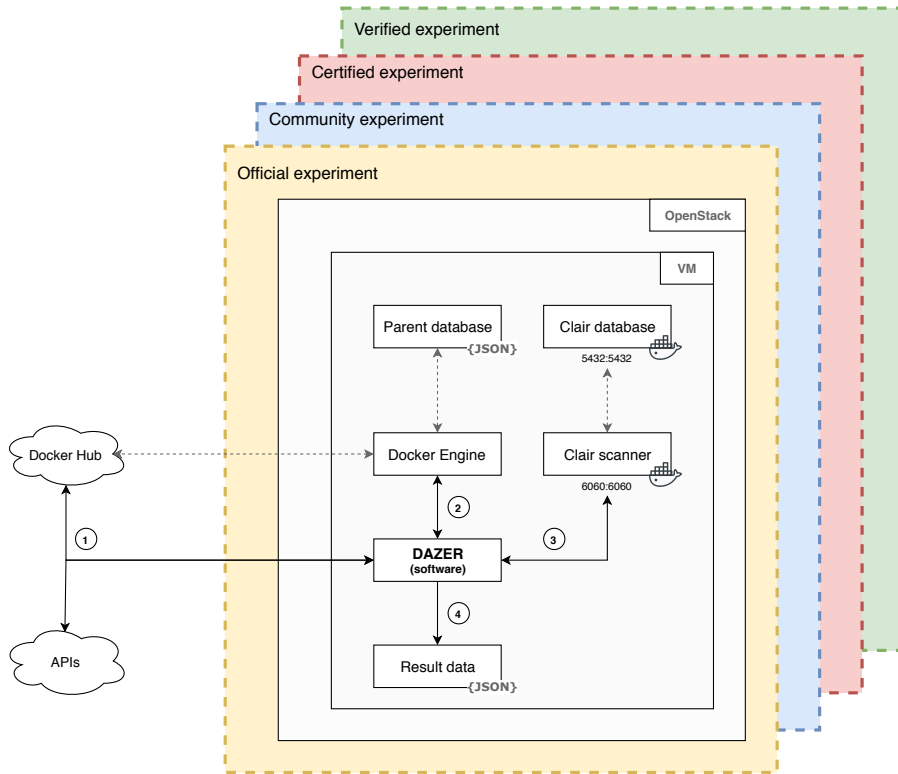 Verified experiment
Certified experiment
Community experiment
Official experiment
OpenStack
VM
Parent database
{JSON}
Clair database
5432:5432
Docker Hub
Docker Engine
Clair scanner
6060:6060
1
2
3
DAZER
(software)
4
APIs
Result data
{JSON}